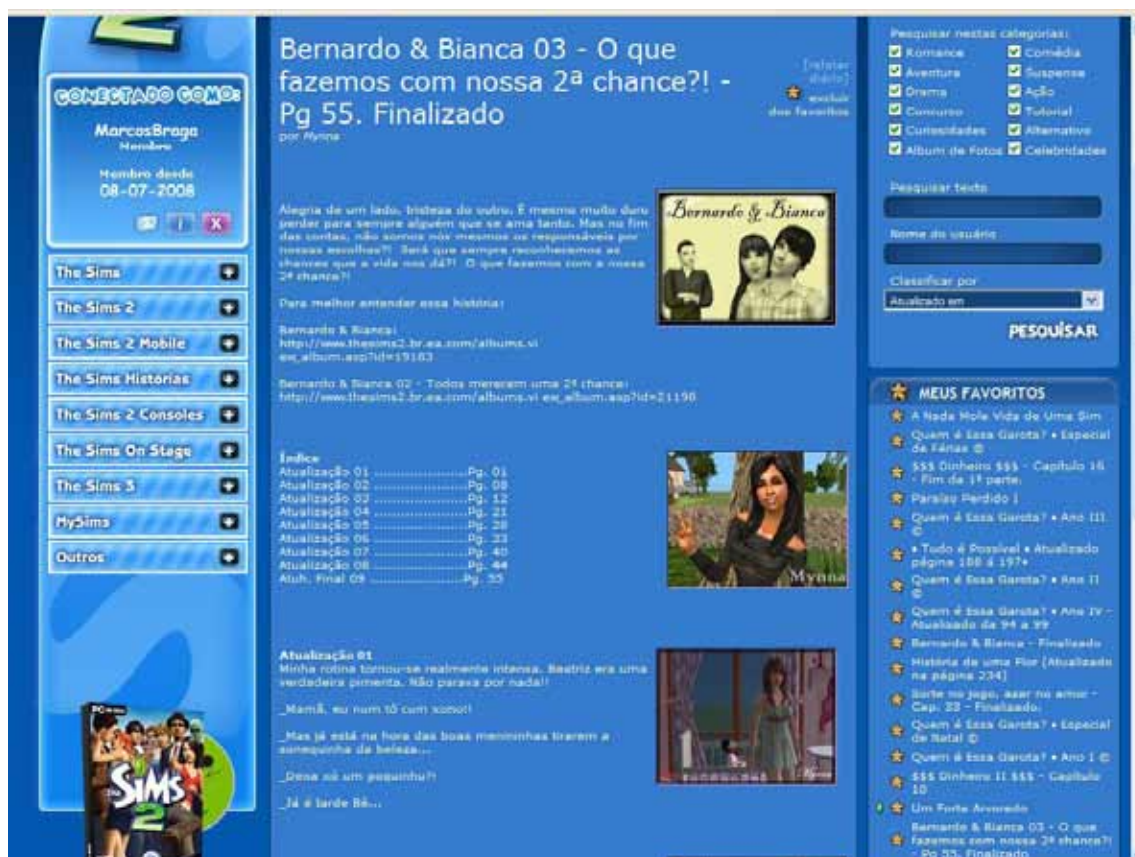 2
CONECTADO COMO:
MarcosBraga
Membro
Membro desde
08-07-2008
i X
The Sims
The Sims 2
The Sims 2 Mobile
The Sims Histórias
The Sims 2 Consoles
The Sims On Stage
The Sims 3
MySims
Outros
PC
THE
SIMS
2
Bernardo & Bianca 03 - O que
fazemos com nossa 2ª chance?! -
Pg 55. Finalizado
por Mynna
[relatar
diário]
excluir
dos favoritos
Alegria de um lado, tristeza do outro. É mesmo muito duro
perder para sempre alguém que se ama tanto. Mas no fim
das contas, não somos nós mesmos os responsáveis por
nossas escolhas?! Será que sempre reconhecemos as
chances que a vida nos dá?! O que fazemos com a nossa
2ª chance?!
Para melhor entender essa história:
Bernardo & Bianca:
http://www.thesims2.br.ea.com/albums.vi
ew_album.asp?id=19183
Bernardo & Bianca 02 - Todos merecem uma 2ª chance:
http://www.thesims2.br.ea.com/albums.vi ew_album.asp?id=21198
Bernardo & Bianca
Índice
Atualização 01 ........................Pg. 01
Atualização 02 ........................Pg. 08
Atualização 03 ........................Pg. 12
Atualização 04 ........................Pg. 21
Atualização 05 ........................Pg. 28
Atualização 06 ........................Pg. 33
Atualização 07 ........................Pg. 40
Atualização 08 ........................Pg. 44
Atuh. Final 09 ........................Pg. 55
Mynna
Atualização 01
Minha rotina tornou-se realmente intensa. Beatriz era uma
verdadeira pimenta. Não parava por nada!!
_Mamã, eu num tô cum xono!!
_Mas já está na hora das boas menininhas tirarem a
sonequinha da beleza...
_Dexa xó um poquinhu?!
_Já é tarde Bê...
Mynna
Pesquisar nestas categorias:
Romance Comédia
Aventura Suspense
Drama Ação
Concurso Tutorial
Curiosidades Alternativo
Album de Fotos Celebridades
Pesquisar texto
Nome do usuário
Classificar por
Atualizado em
PESQUISAR
MEUS FAVORITOS
A Nada Mole Vida de Uma Sim
Quem é Essa Garota? • Especial
de Férias ©
$$$ Dinheiro $$$ - Capítulo 16
- Fim da 1ª parte.
Paraíso Perdido I
Quem é Essa Garota? • Ano III
©
• Tudo é Possível • Atualizado
página 188 á 197•
Quem é Essa Garota? • Ano II
©
Quem é Essa Garota? • Ano IV -
Atualizado da 94 a 99
Bernardo & Bianca - Finalizado
História de uma Flor [Atualizado
na página 234]
Sorte no jogo, azar no amor -
Cap. 33 - Finalizado.
Quem é Essa Garota? • Especial
de Natal ©
Quem é Essa Garota? • Ano I ©
$$$ Dinheiro II $$$ - Capítulo
10
Um Forte Arvorado
Bernardo & Bianca 03 - O que
fazemos com nossa 2ª chance?!
- Pg 55. Finalizado